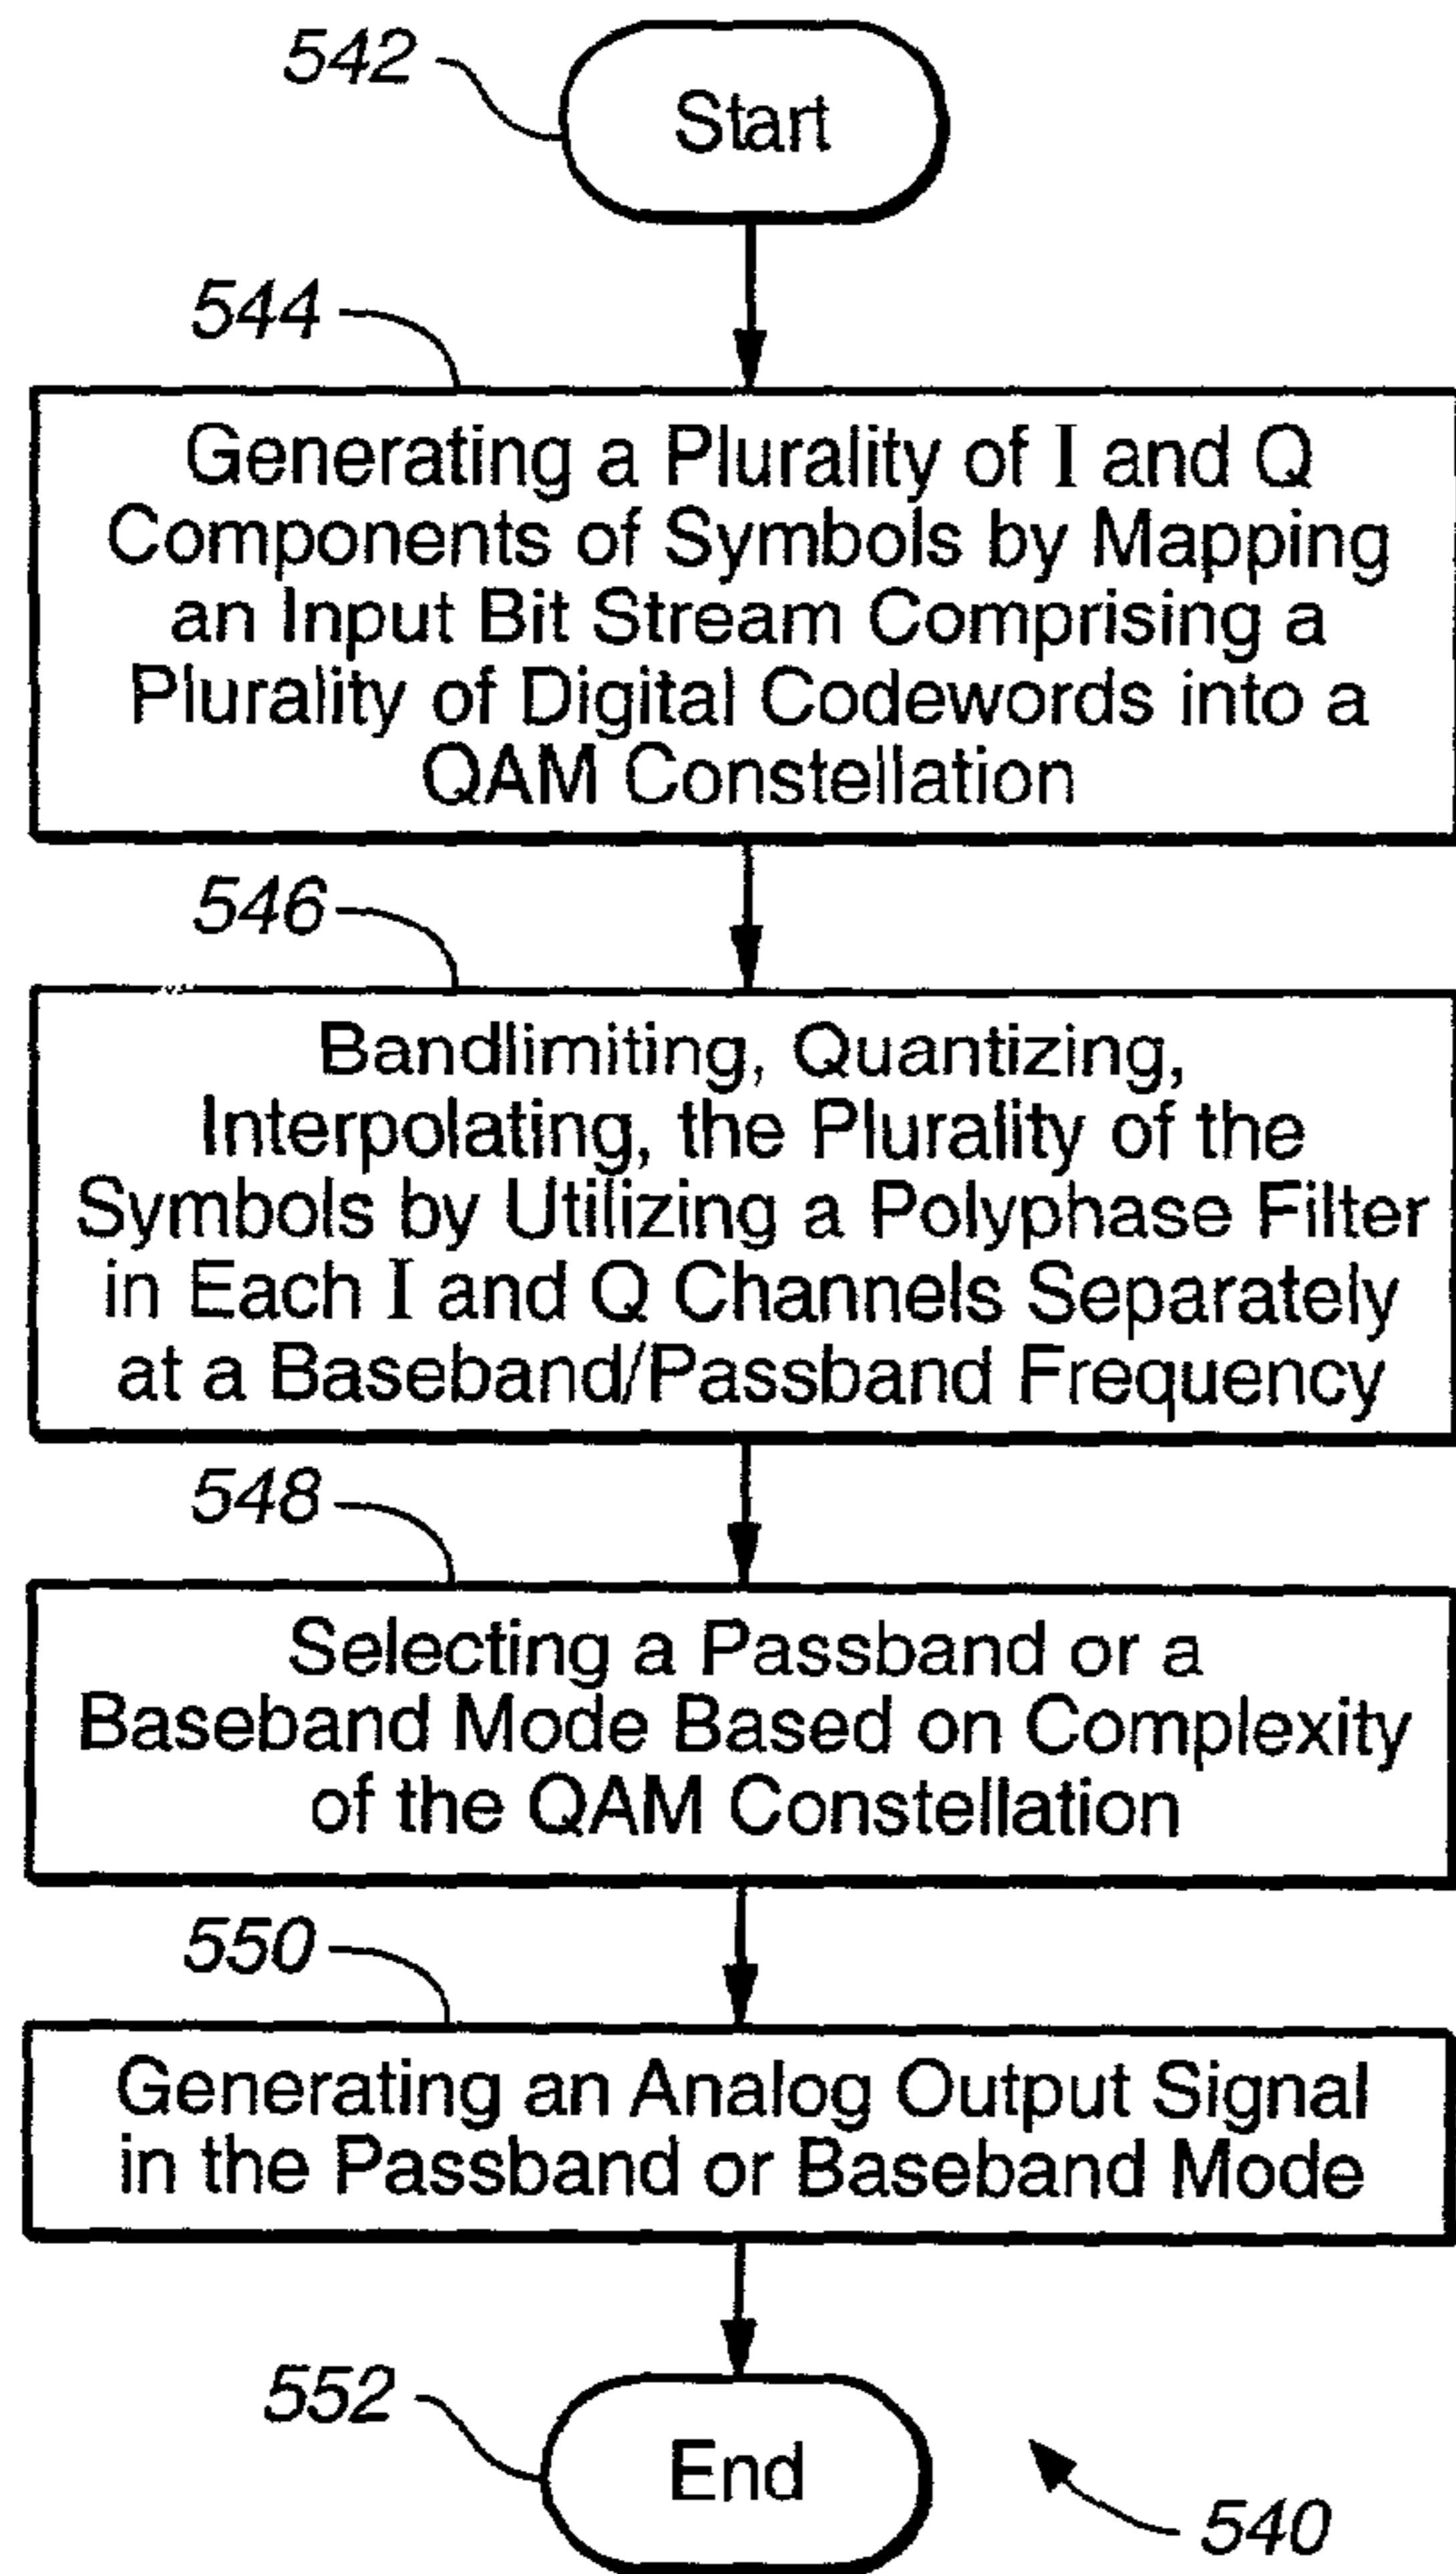 542
Start
544
Generating a Plurality of I and Q
Components of Symbols by Mapping
an Input Bit Stream Comprising a
Plurality of Digital Codewords into a
QAM Constellation
546
Bandlimiting, Quantizing,
Interpolating, the Plurality of the
Symbols by Utilizing a Polyphase Filter
in Each I and Q Channels Separately
at a Baseband/Passband Frequency
548
Selecting a Passband or a
Baseband Mode Based on Complexity
of the QAM Constellation
550
Generating an Analog Output Signal
in the Passband or Baseband Mode
552
End
540